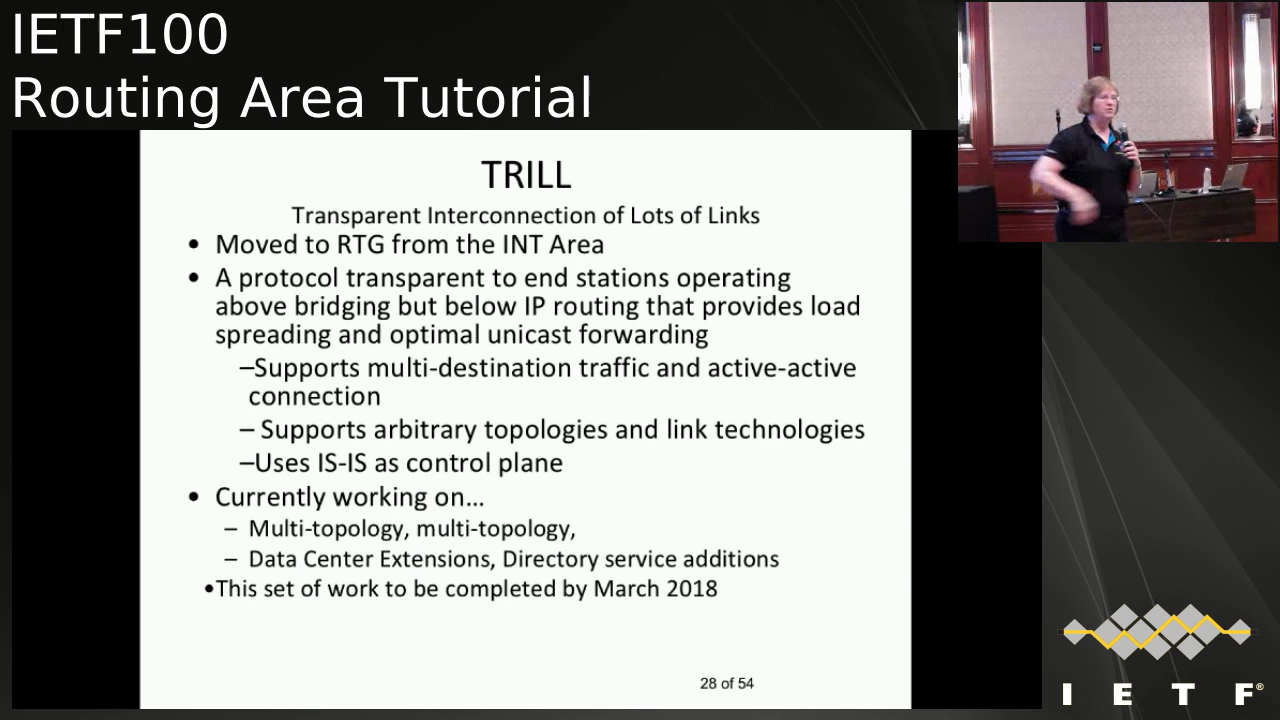 IETF100
Routing Area Tutorial
TRILL
Transparent Interconnection of Lots of Links
• Moved to RTG from the INT Area
• A protocol transparent to end stations operating
above bridging but below IP routing that provides load
spreading and optimal unicast forwarding
–Supports multi-destination traffic and active-active
connection
– Supports arbitrary topologies and link technologies
–Uses IS-IS as control plane
• Currently working on…
– Multi-topology, multi-topology,
– Data Center Extensions, Directory service additions
•This set of work to be completed by March 2018
28 of 54
I E T F®